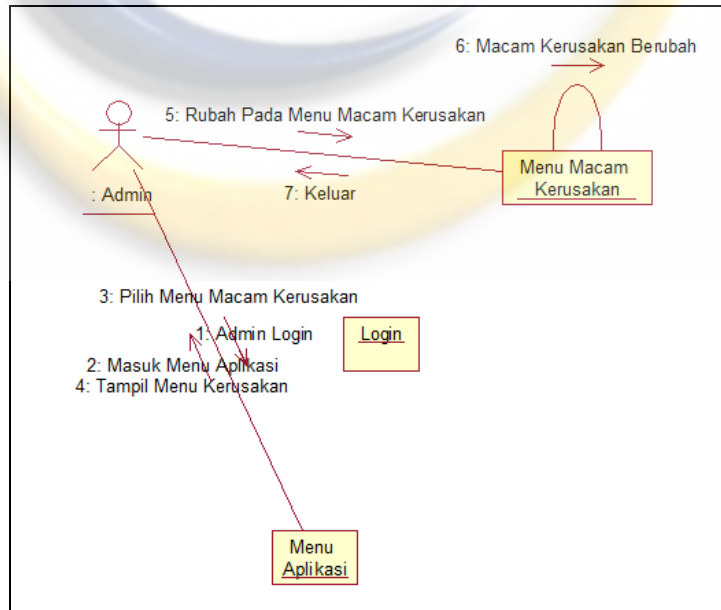 6: Macam Kerusakan Berubah
5: Rubah Pada Menu Macam Kerusakan
Menu Macam
Kerusakan
: Admin
7: Keluar
3: Pilih Menu Macam Kerusakan
1: Admin Login
Login
2: Masuk Menu Aplikasi
4: Tampil Menu Kerusakan
Menu
Aplikasi